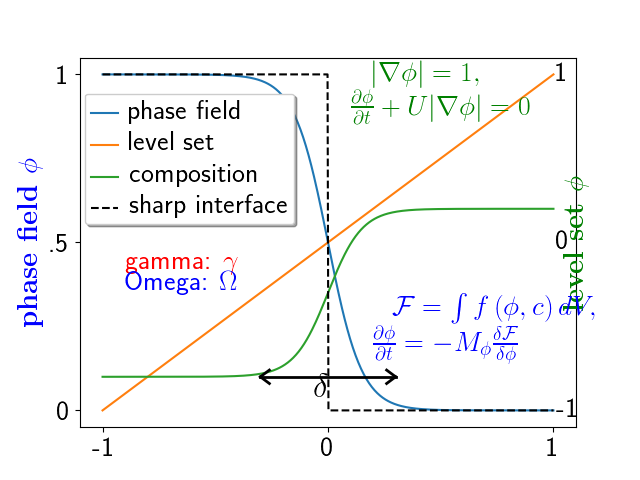 |∇ϕ| = 1,
∂ϕ/∂t + U|∇ϕ| = 0
1
.5
0
phase field ϕ
phase field
level set
composition
sharp interface
gamma: γ
Omega: Ω
ℱ = ∫ f (ϕ, c) dV,
∂ϕ/∂t = −M_ϕ δℱ/δϕ
δ
1
0
-1
level set ϕ
-1
0
1